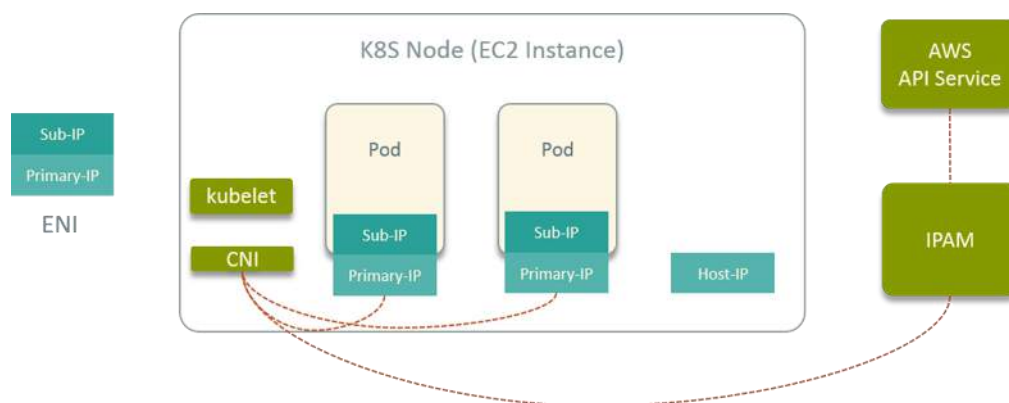 K8S Node (EC2 Instance)
AWS
API Service
Sub-IP
Primary-IP
ENI
Pod
Pod
kubelet
CNI
Sub-IP
Primary-IP
Sub-IP
Primary-IP
Host-IP
IPAM